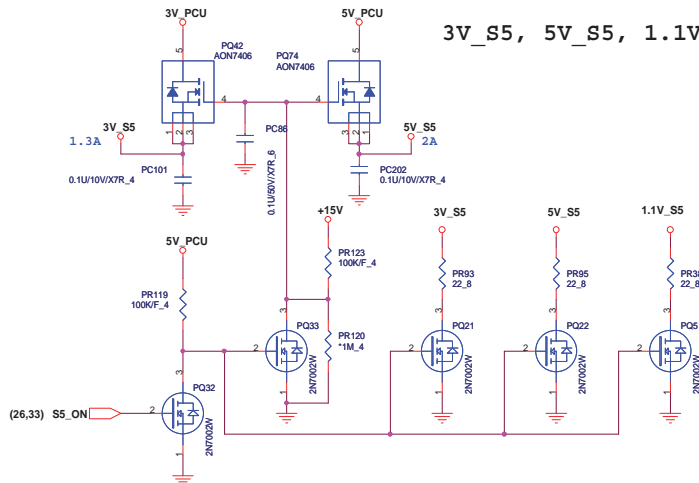 3V_S5, 5V_S5, 1.1V
3V_PCU
5V_PCU
PQ42
AON7406
PQ74
AON7406
5
5
4
4
3V_S5
1.3A
1 2 3
PC86
0.1U/50V/X7R_6
3 2 1
5V_S5
2A
PC101
0.1U/10V/X7R_4
PC202
0.1U/10V/X7R_4
+15V
3V_S5
5V_S5
1.1V_S5
5V_PCU
PR123
100K/F_4
PR93
22_8
PR95
22_8
22_8
PR119
100K/F_4
3
PQ33
2
1
2N7002W
PR120
*1M_4
3
PQ21
2
1
2N7002W
3
PQ22
2
1
2N7002W
3
PQ5
2
1
2N7002W
3
PQ32
(26,33) S5_ON
2
1
2N7002W